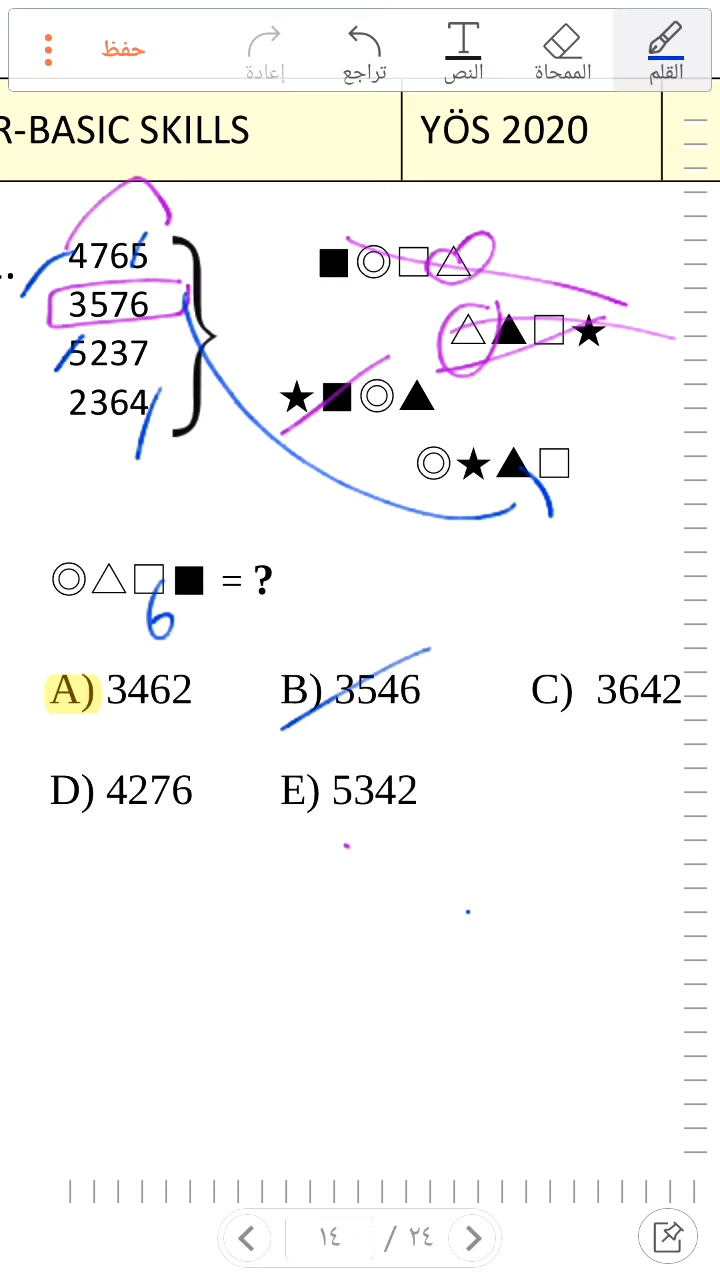 حفظ
إعادة
تراجع
النص
الممحاة
القلم
R-BASIC SKILLS YÖS 2020
4765
3576
5237
2364
= ?
6
A) 3462 B) 3546 C) 3642
D) 4276 E) 5342
١٤ / ٢٤